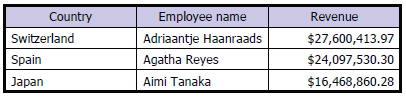 Country Employee name Revenue
Switzerland Adriaantje Haanraads $27,600,413.97
Spain Agatha Reyes $24,097,530.30
Japan Aimi Tanaka $16,468,860.28